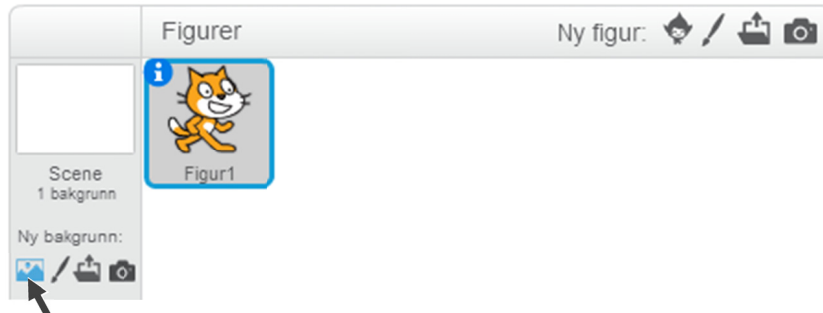 Figurer
Ny figur:
i
Figur1
Scene
1 bakgrunn
Ny bakgrunn: